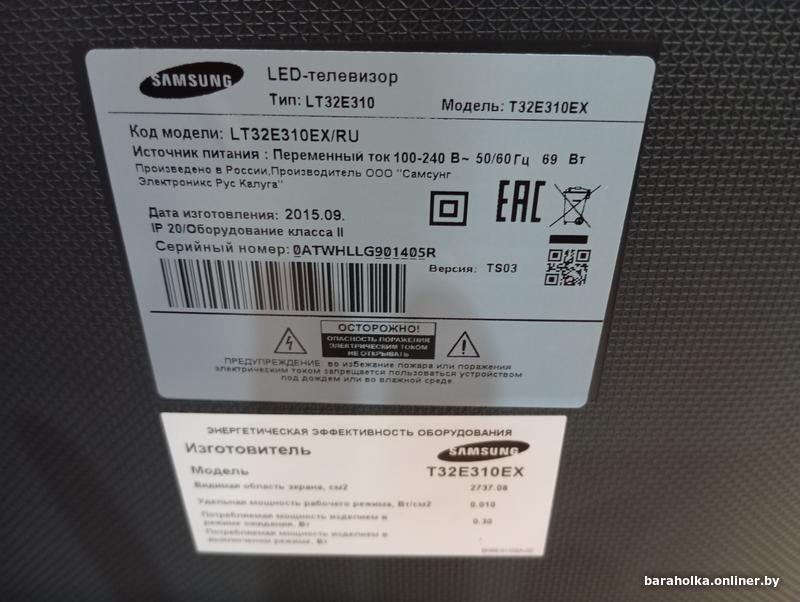 SAMSUNG
LED-телевизор
Тип: LT32E310
Модель: T32E310EX
Код модели: LT32E310EX/RU
Источник питания : Переменный ток 100-240 В~ 50/60 Гц 69 Вт
Произведено в России,Производитель ООО "Самсунг
Электроникс Рус Калуга"
EAC
Дата изготовления: 2015.09.
IP 20/Оборудование класса II
Серийный номер: 0ATWHLLG901405R
Версия: TS03
ОСТОРОЖНО!
ОПАСНОСТЬ ПОРАЖЕНИЯ
ЭЛЕКТРИЧЕСКИМ ТОКОМ
НЕ ОТКРЫВАТЬ
ПРЕДУПРЕЖДЕНИЕ: во избежание пожара или поражения
электрическим током запрещается пользоваться устройством
под дождем или во влажной среде.
ЭНЕРГЕТИЧЕСКАЯ ЭФФЕКТИВНОСТЬ ОБОРУДОВАНИЯ
Изготовитель SAMSUNG
Модель T32E310EX
Видимая область экрана, см2 2737.08
Удельная мощность рабочего режима, Вт/см2 0.010
Потребляемая мощность изделием в
режиме ожидания. Вт 0.30
Потребляемая мощность изделием в
выключеном режиме. Вт -
baraholka.onliner.by